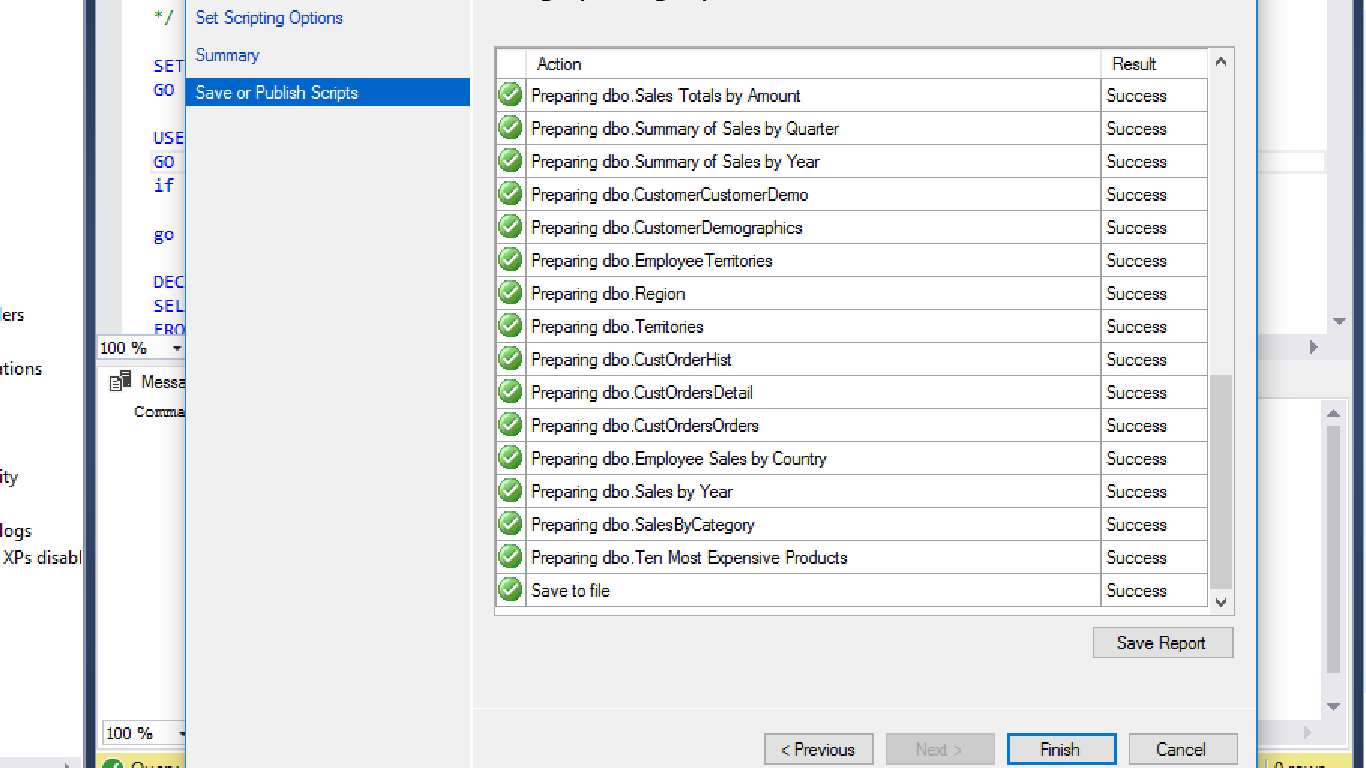 */
SET
GO
USE
GO
if
go
DEC
SEL
FRO
100 %
Messa
Comma
100 %
lers
ity
logs
XPs disabl
Set Scripting Options
Summary
Save or Publish Scripts
Action Result
Preparing dbo.Sales Totals by Amount Success
Preparing dbo.Summary of Sales by Quarter Success
Preparing dbo.Summary of Sales by Year Success
Preparing dbo.CustomerCustomerDemo Success
Preparing dbo.CustomerDemographics Success
Preparing dbo.EmployeeTerritories Success
Preparing dbo.Region Success
Preparing dbo.Territories Success
Preparing dbo.CustOrderHist Success
Preparing dbo.CustOrdersDetail Success
Preparing dbo.CustOrdersOrders Success
Preparing dbo.Employee Sales by Country Success
Preparing dbo.Sales by Year Success
Preparing dbo.SalesByCategory Success
Preparing dbo.Ten Most Expensive Products Success
Save to file Success
Save Report
< Previous Next > Finish Cancel
Query
0 rows